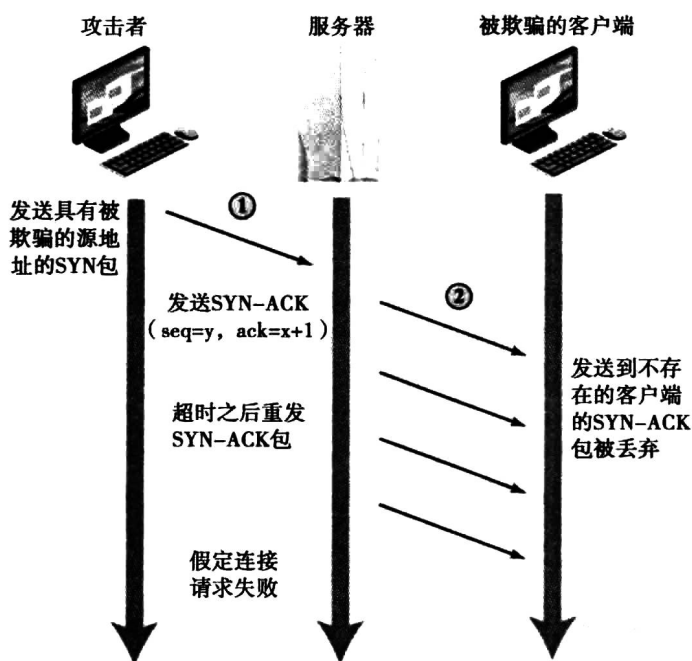 攻击者
服务器
被欺骗的客户端
发送具有被
欺骗的源地
址的SYN包
①
②
发送SYN-ACK
（seq=y，ack=x+1）
超时之后重发
SYN-ACK包
发送到不存
在的客户端
的SYN-ACK
包被丢弃
假定连接
请求失败